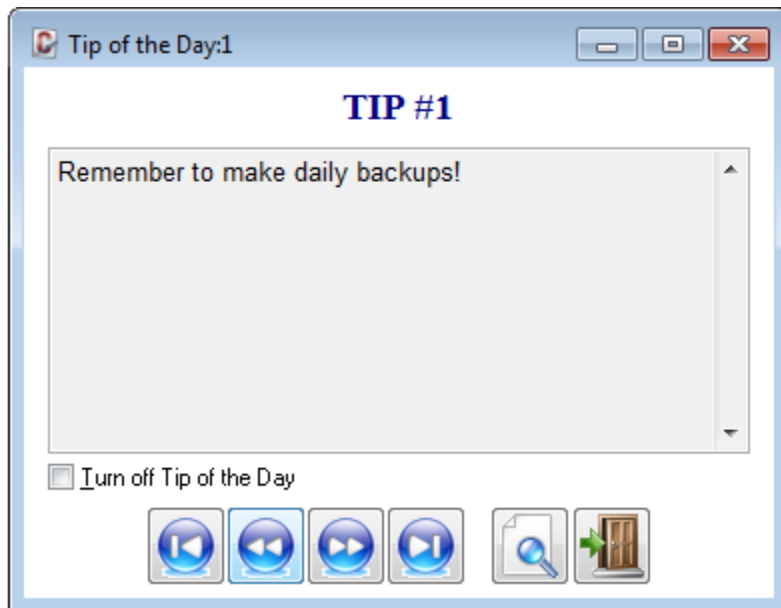 Tip of the Day:1
TIP #1
Remember to make daily backups!
Turn off Tip of the Day